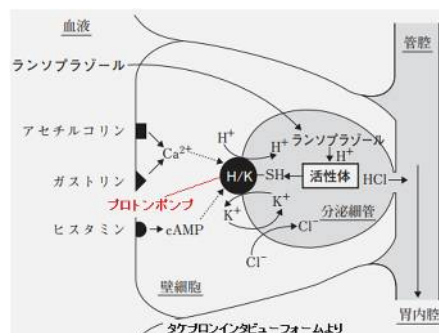 血液
管腔
ランソプラゾール
アセチルコリン
Ca²⁺
H⁺
H⁺
ランソプラゾール
H⁺
ガストリン
H/K
SH
活性体
HCl
プロトンポンプ
K⁺
K⁺
分泌細管
ヒスタミン
cAMP
Cl⁻
Cl⁻
壁細胞
胃内腔
タケプロンインタビューフォームより